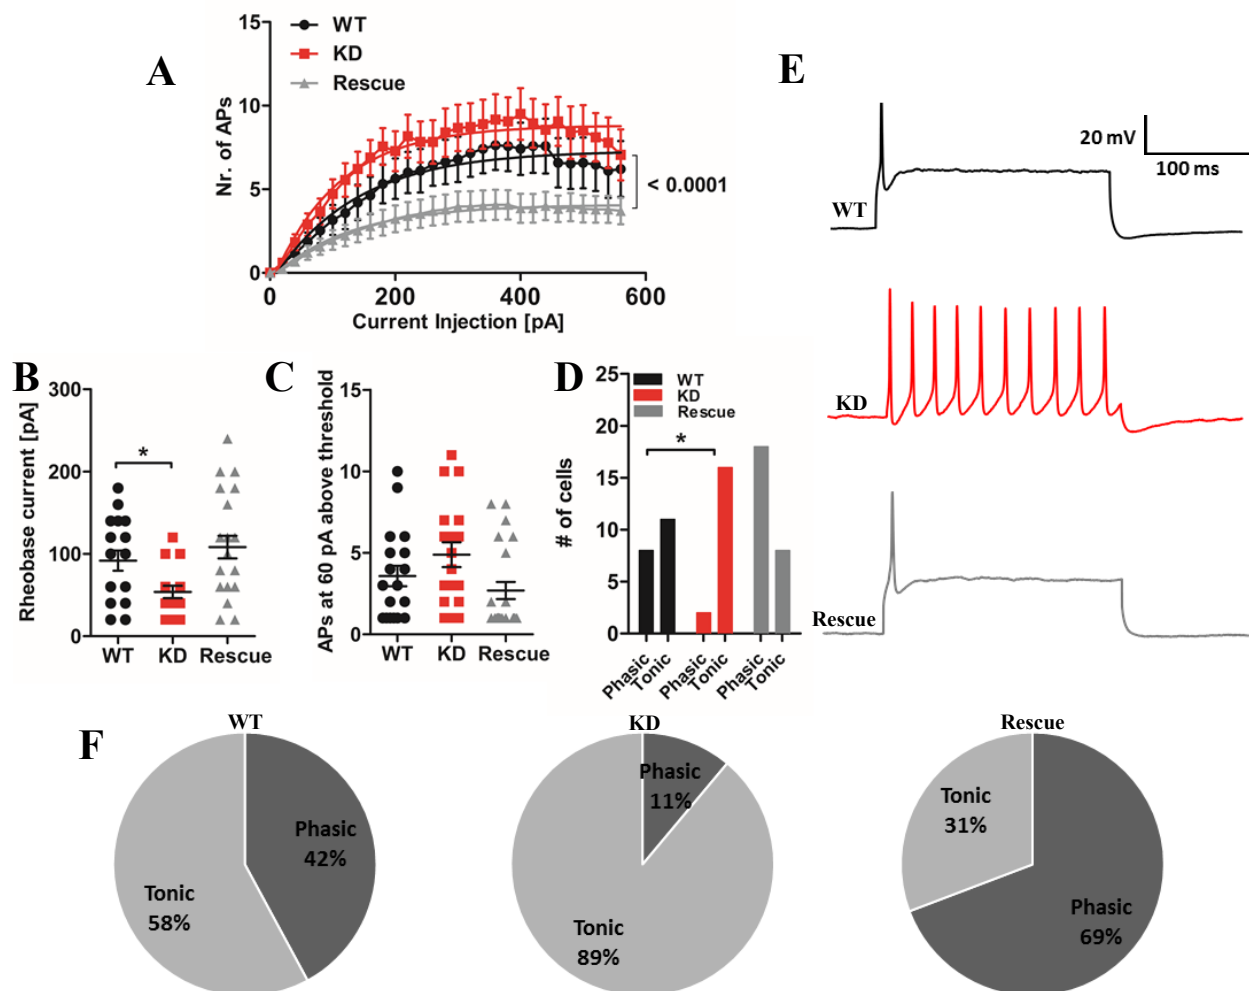 A
15
10
5
0
Nr. of APs
WT
KD
Rescue
< 0.0001
0
200
400
600
Current Injection [pA]
E
20 mV
100 ms
WT
KD
Rescue
B
300
200
100
0
Rheobase current [pA]
*
WT
KD
Rescue
C
15
10
5
0
APs at 60 pA above threshold
WT
KD
Rescue
D
25
20
15
10
5
0
# of cells
WT
KD
Rescue
*
Phasic
Tonic
Phasic
Tonic
Phasic
Tonic
F
WT
Phasic
42%
Tonic
58%
KD
Phasic
11%
Tonic
89%
Rescue
Tonic
31%
Phasic
69%